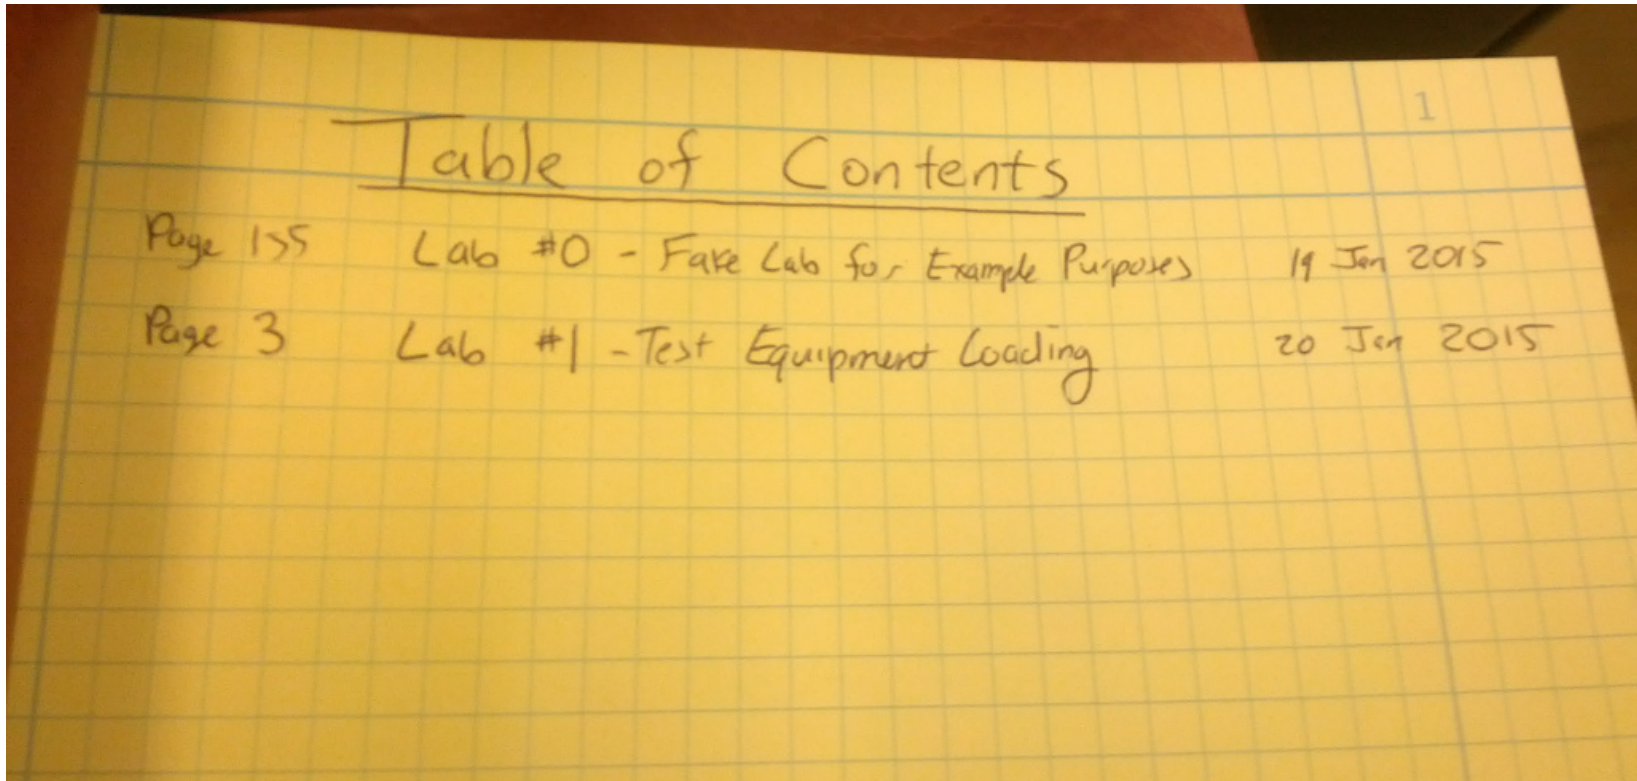 1
Table of Contents
Page 1>5 Lab #0 - Fake Lab for Example Purposes 19 Jan 2015
Page 3 Lab #1 - Test Equipment Loading 20 Jan 2015